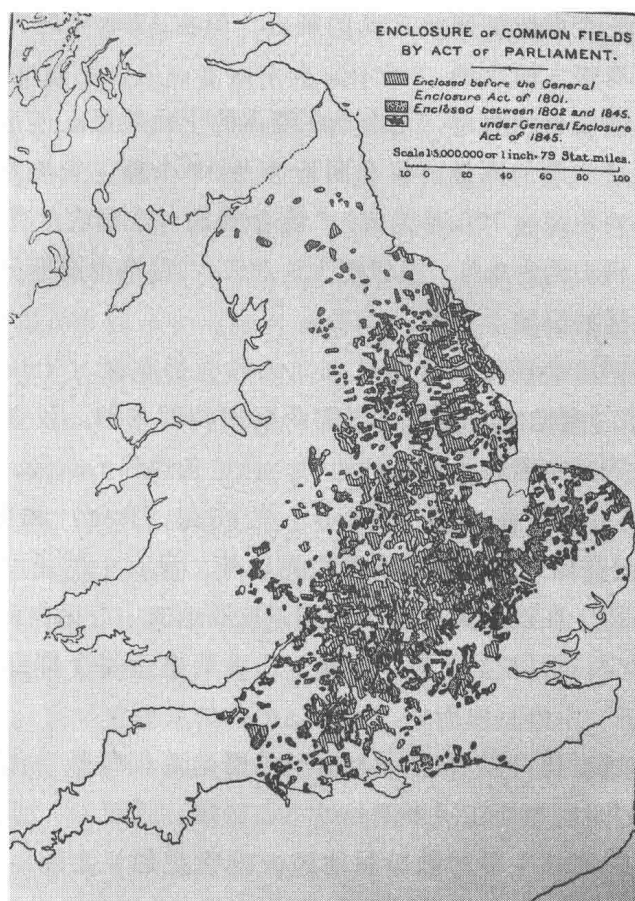 ENCLOSURE OF COMMON FIELDS
BY ACT OF PARLIAMENT.
Enclosed before the General
Enclosure Act of 1801.
Enclosed between 1802 and 1845.
under General Enclosure
Act of 1845.
Scale 1:5,000,000 or 1 inch=79 Stat. miles.
10 0 20 40 60 80 100